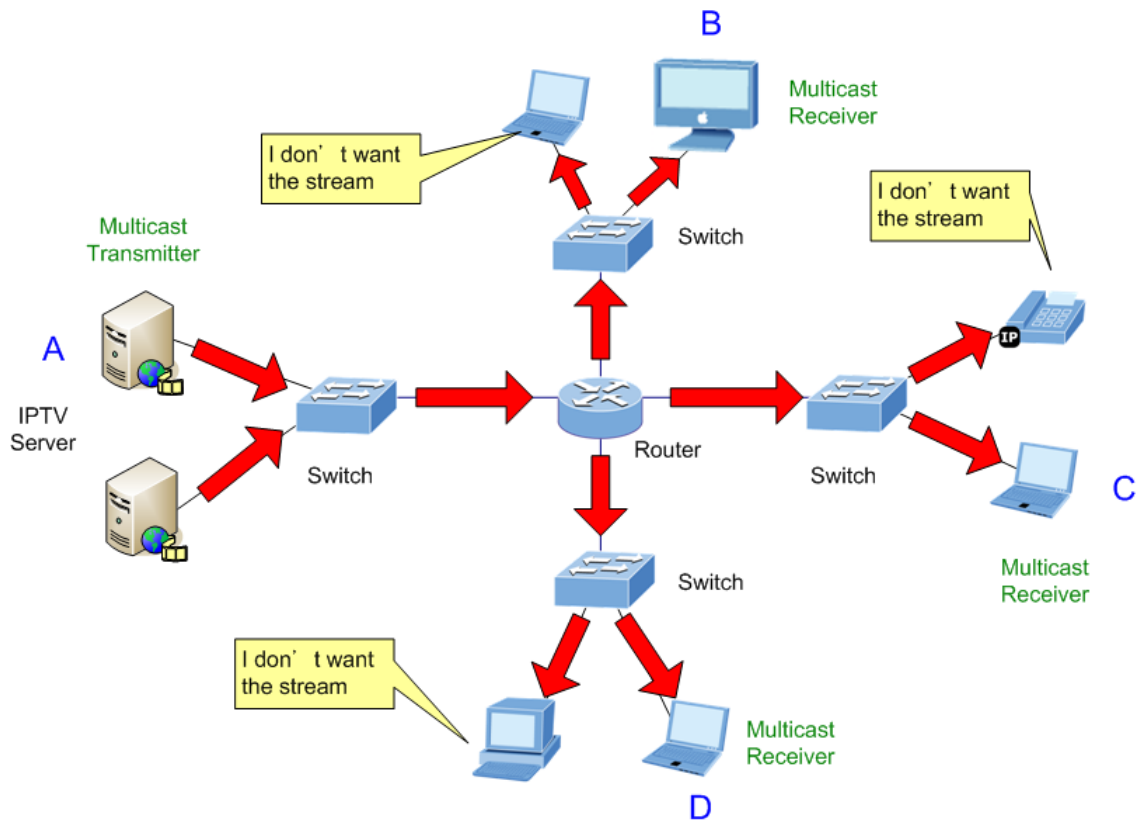 B
Multicast
Receiver
I don' t want
the stream
I don' t want
the stream
Multicast
Transmitter
Switch
A
IP
IPTV
Server
Switch
Router
Switch
C
Multicast
Receiver
Switch
I don' t want
the stream
Multicast
Receiver
D